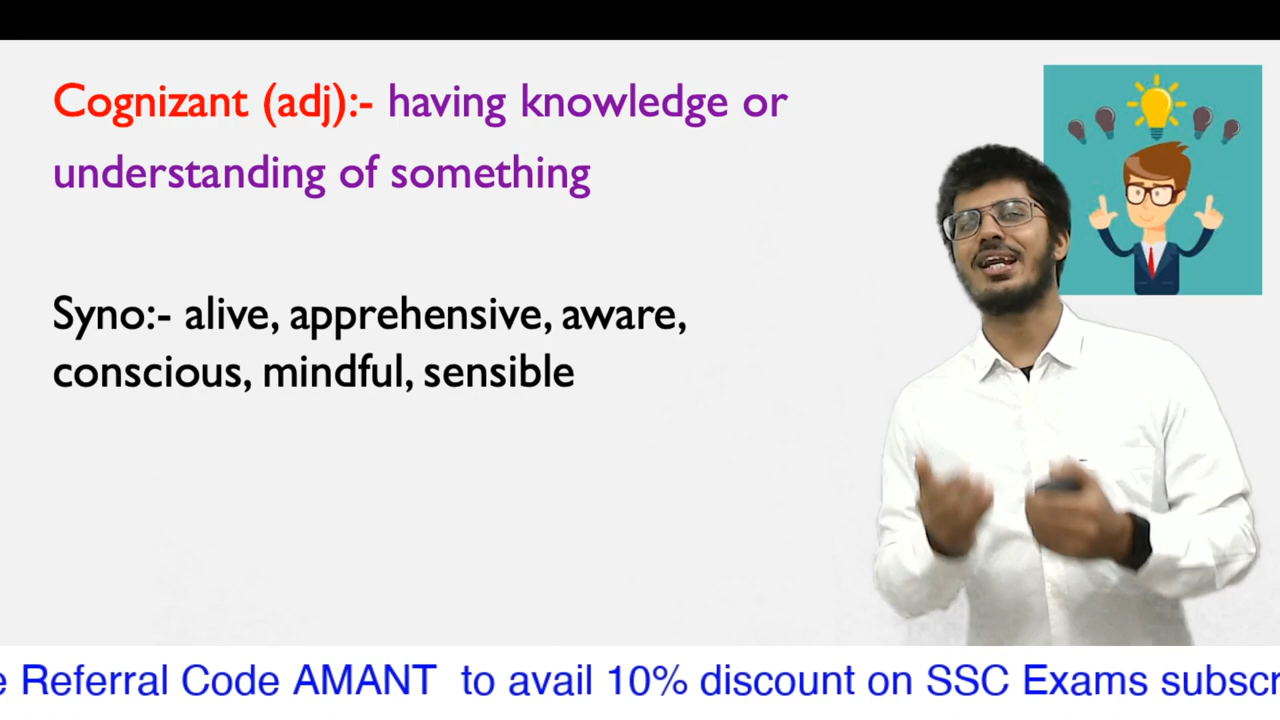 Cognizant (adj):- having knowledge or
understanding of something
Syno:- alive, apprehensive, aware,
conscious, mindful, sensible
Referral Code AMANT to avail 10% discount on SSC Exams